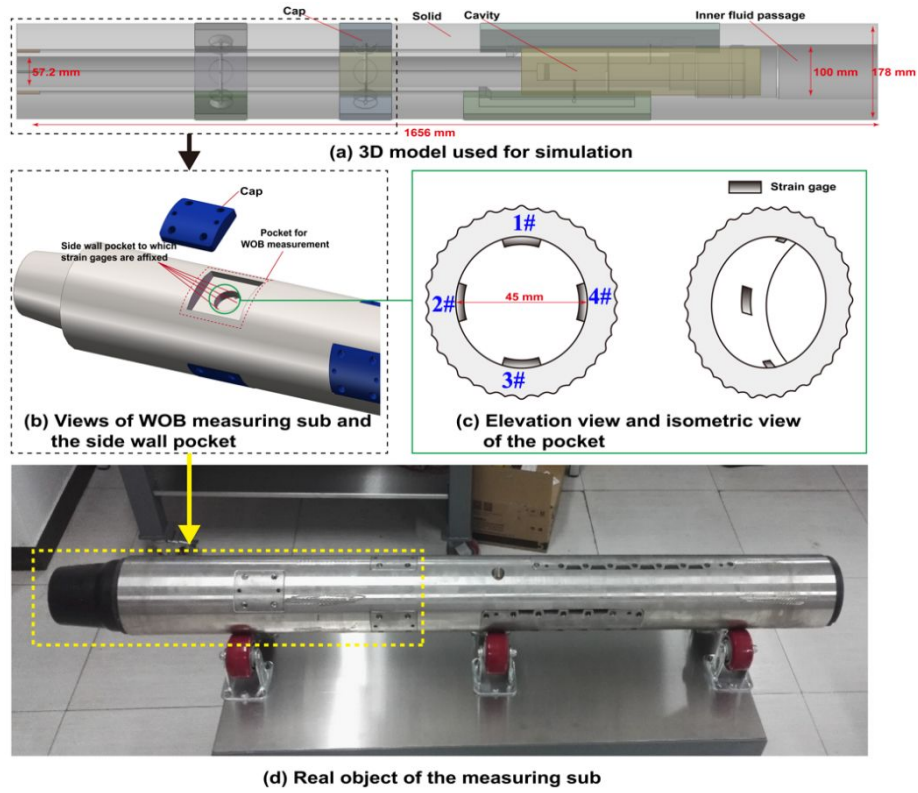 Cap
Solid
Cavity
Inner fluid passage
57.2 mm
100 mm
178 mm
1656 mm
(a) 3D model used for simulation
Cap
Side wall pocket to which
strain gages are affixed
Pocket for
WOB measurement
(b) Views of WOB measuring sub and
the side wall pocket
Strain gage
1#
2#
45 mm
4#
3#
(c) Elevation view and isometric view
of the pocket
(d) Real object of the measuring sub